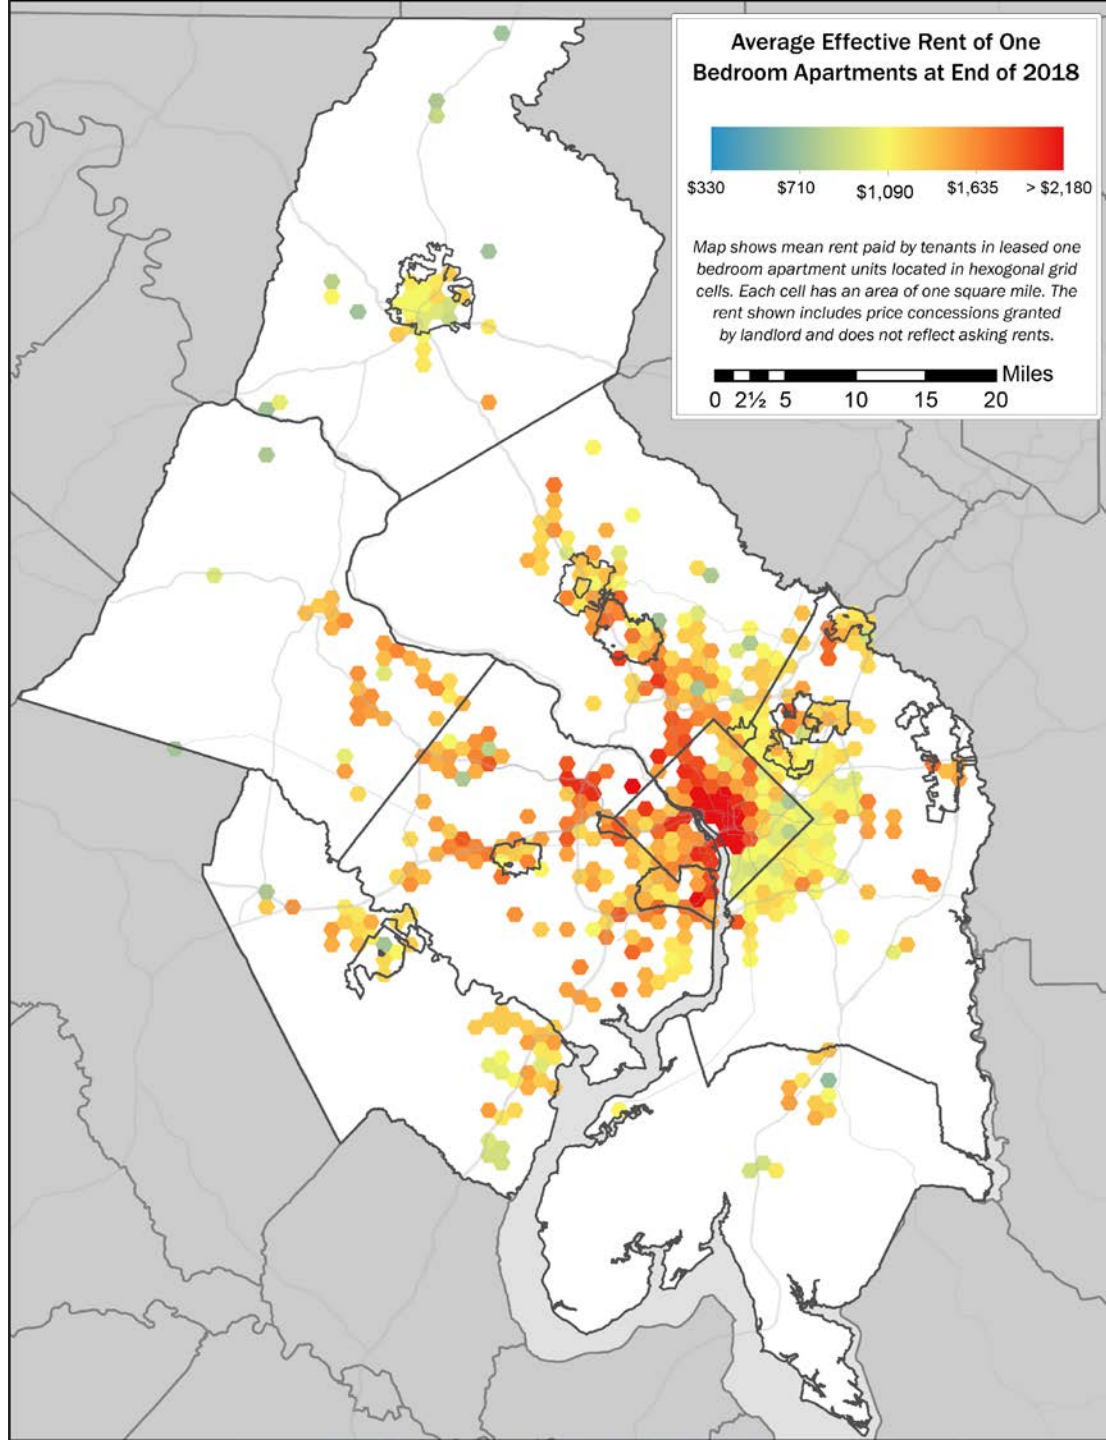 Average Effective Rent of One
Bedroom Apartments at End of 2018
$330 $710 $1,090 $1,635 > $2,180
Map shows mean rent paid by tenants in leased one
bedroom apartment units located in hexogonal grid
cells. Each cell has an area of one square mile. The
rent shown includes price concessions granted
by landlord and does not reflect asking rents.
Miles
0 2½ 5 10 15 20